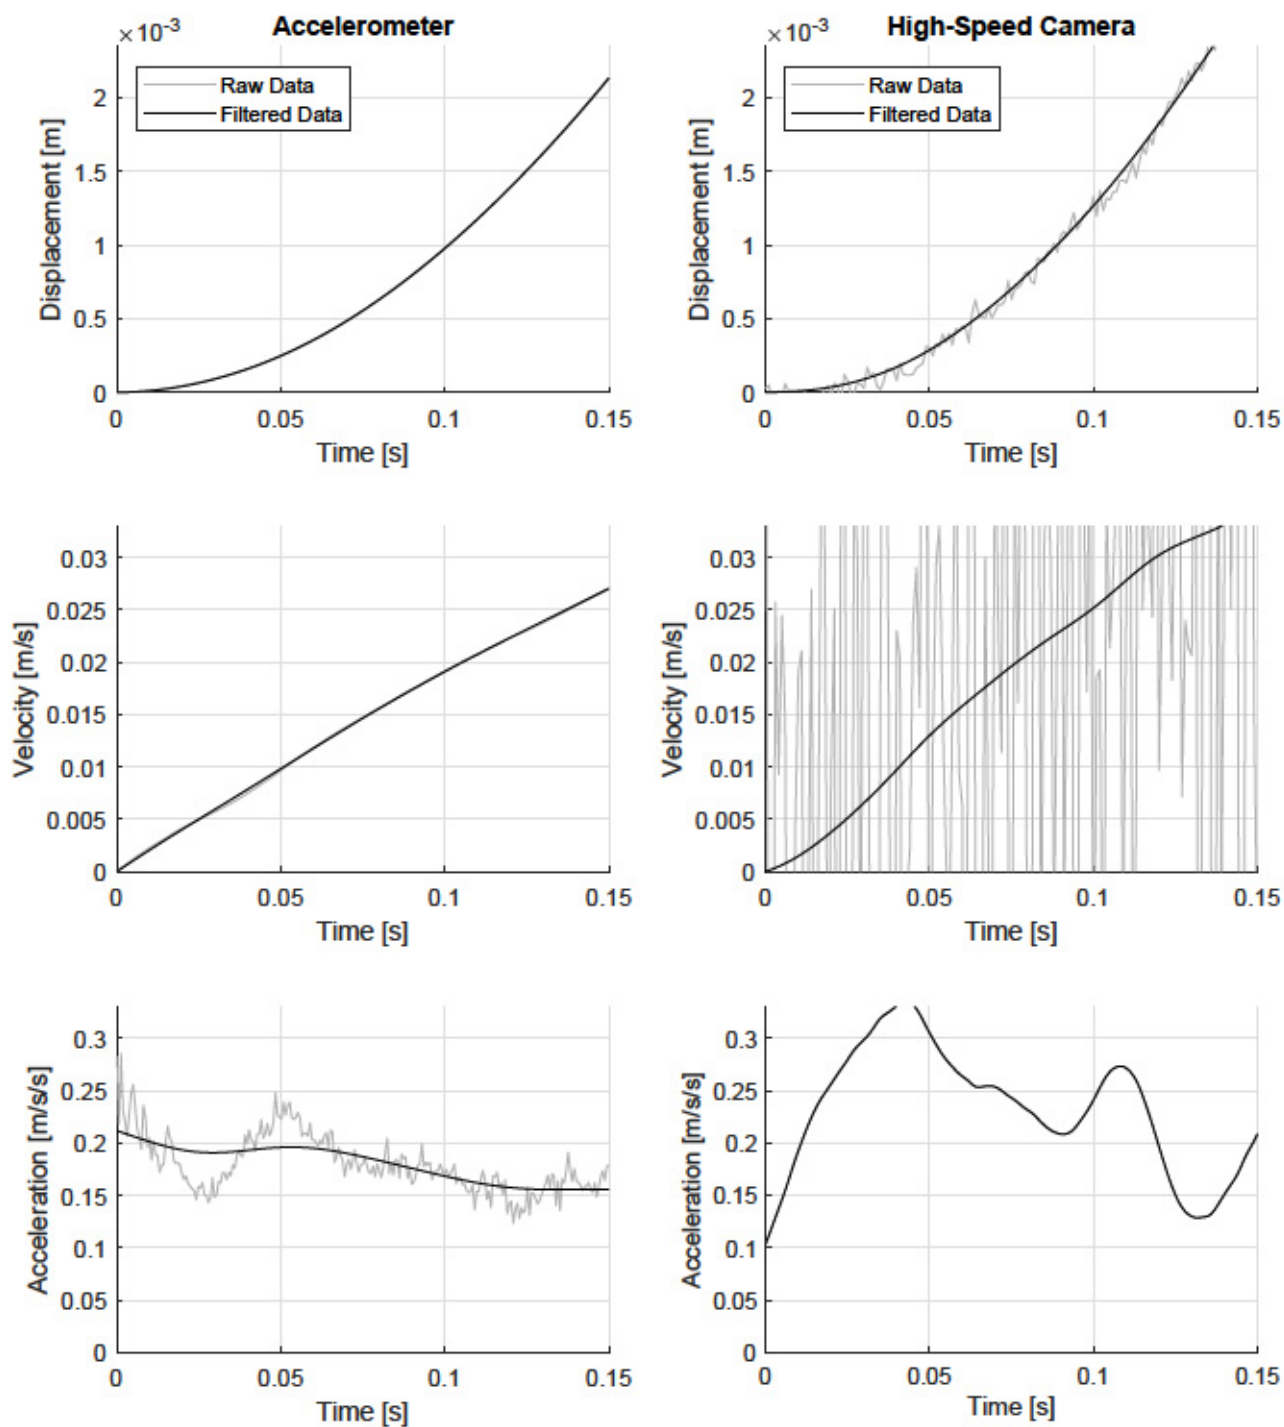 Accelerometer
×10⁻³
Raw Data
Filtered Data
Displacement [m]
2
1.5
1
0.5
0
0 0.05 0.1 0.15
Time [s]
High-Speed Camera
×10⁻³
Raw Data
Filtered Data
Displacement [m]
2
1.5
1
0.5
0
0 0.05 0.1 0.15
Time [s]
Velocity [m/s]
0.03
0.025
0.02
0.015
0.01
0.005
0
0 0.05 0.1 0.15
Time [s]
Velocity [m/s]
0.03
0.025
0.02
0.015
0.01
0.005
0
0 0.05 0.1 0.15
Time [s]
Acceleration [m/s/s]
0.3
0.25
0.2
0.15
0.1
0.05
0
0 0.05 0.1 0.15
Time [s]
Acceleration [m/s/s]
0.3
0.25
0.2
0.15
0.1
0.05
0
0 0.05 0.1 0.15
Time [s]